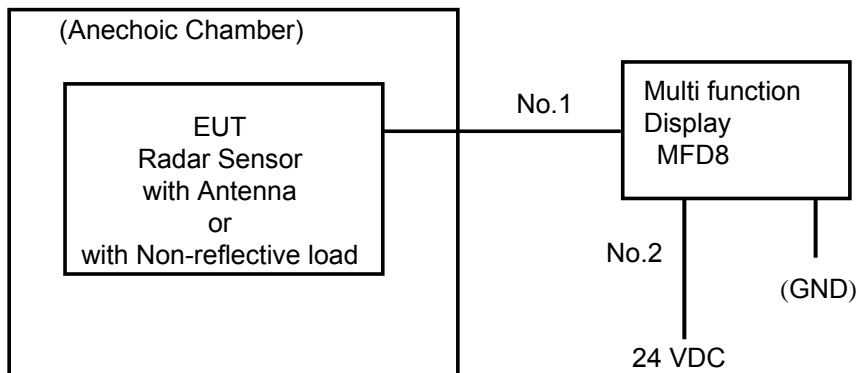 (Anechoic Chamber)
EUT
Radar Sensor
with Antenna
or
with Non-reflective load
No.1
Multi function
Display
MFD8
No.2
(GND)
24 VDC